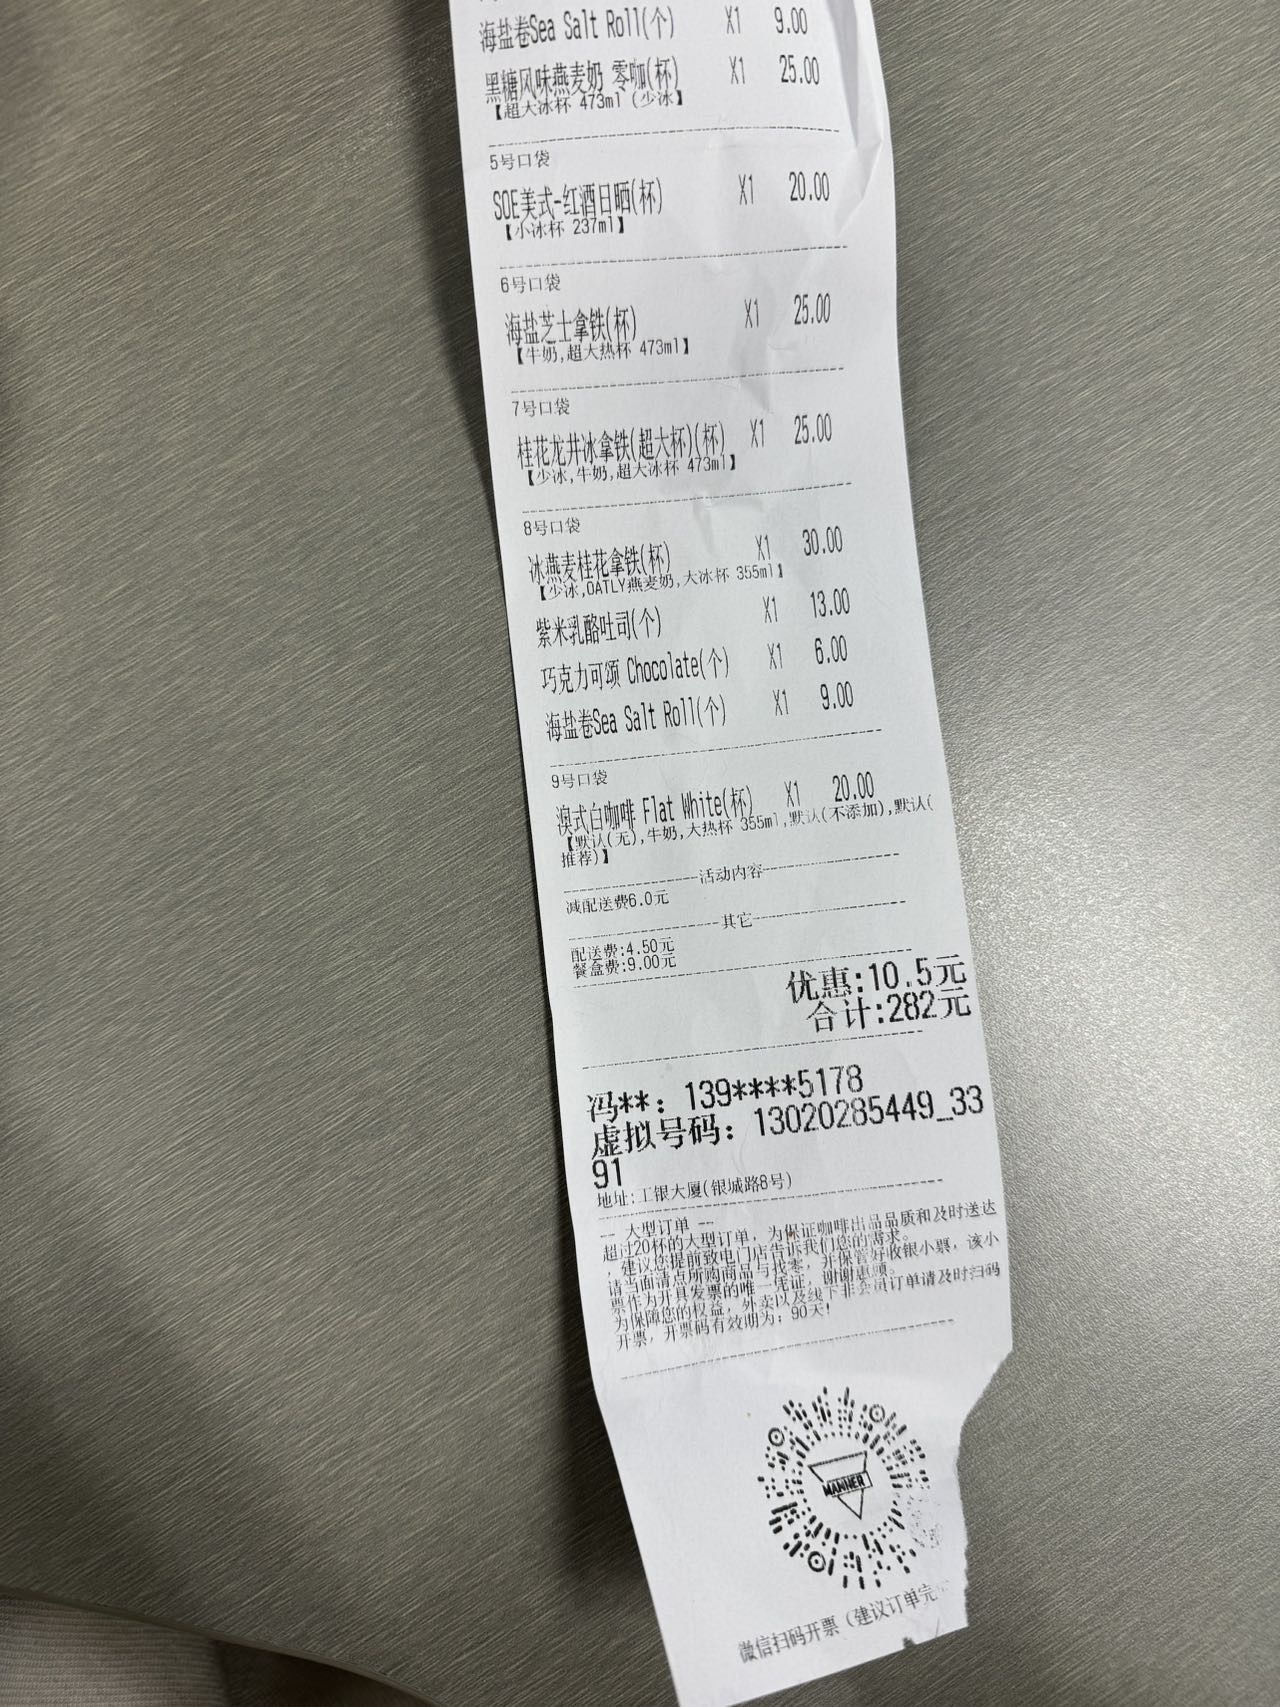 海盐卷Sea Salt Roll(个) X1 9.00
黑糖风味燕麦奶 零咖(杯) X1 25.00
【超大冰杯 473ml (少冰】
5号口袋
SOE美式-红酒日晒(杯) X1 20.00
【小冰杯 237ml】
6号口袋
海盐芝士拿铁(杯) X1 25.00
【牛奶,超大热杯 473ml】
7号口袋
桂花龙井冰拿铁(超大杯)(杯) X1 25.00
【少冰,牛奶,超大冰杯 473ml】
8号口袋
冰燕麦桂花拿铁(杯) X1 30.00
【少冰,OATLY燕麦奶,大冰杯 355ml】
紫米乳酪吐司(个) X1 13.00
巧克力可颂 Chocolate(个) X1 6.00
海盐卷Sea Salt Roll(个) X1 9.00
9号口袋
澳式白咖啡 Flat White(杯) X1 20.00
【默认(无),牛奶,大热杯 355ml,默认(不添加),默认(
推荐)】
活动内容
减配送费6.0元
其它
配送费:4.50元
餐盒费:9.00元
优惠:10.5元
合计:282元
冯**: 139****5178
虚拟号码: 13020285449_33
91
地址:工银大厦(银城路8号)
-- 大型订单 --
超过20杯的大型订单, 为保证咖啡出品品质和及时送达
, 建议您提前致电门店告诉我们您的需求。
请当面清点所购商品与找零, 并保管好收银小票, 该小
票作为开具发票的唯一凭证, 谢谢惠顾。
为保障您的权益, 外卖以及线下非会员订单请及时扫码
开票, 开票码有效期为: 90天!
MANNER
微信扫码开票 (建议订单完